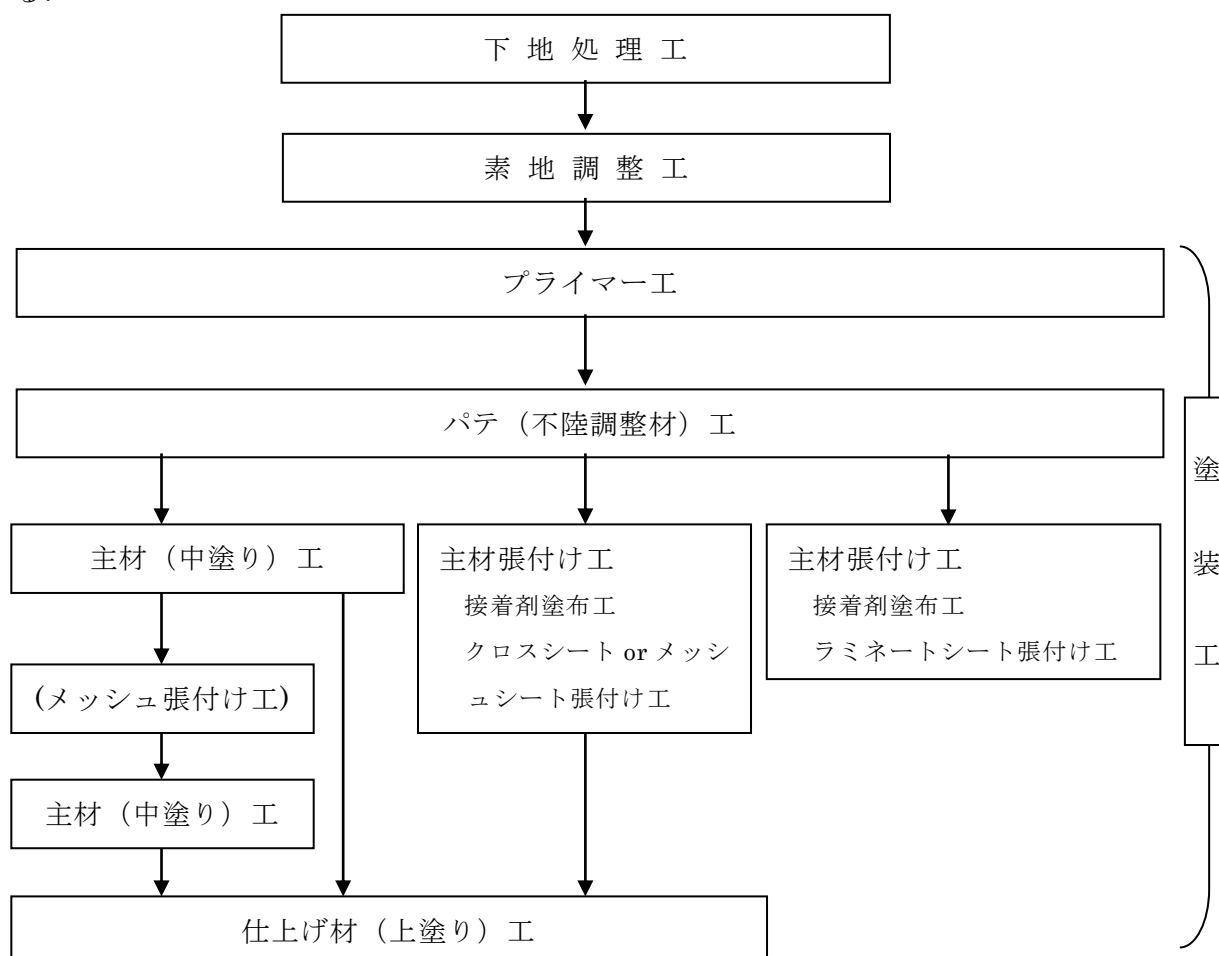 る。
下 地 処 理 工
素 地 調 整 工
プライマー工
パテ（不陸調整材）工
主材（中塗り）工
主材張付け工
接着剤塗布工
クロスシート or メッシ
ュシート張付け工
主材張付け工
接着剤塗布工
ラミネートシート張付け工
(メッシュ張付け工)
主材（中塗り）工
仕上げ材（上塗り）工
塗
装
工